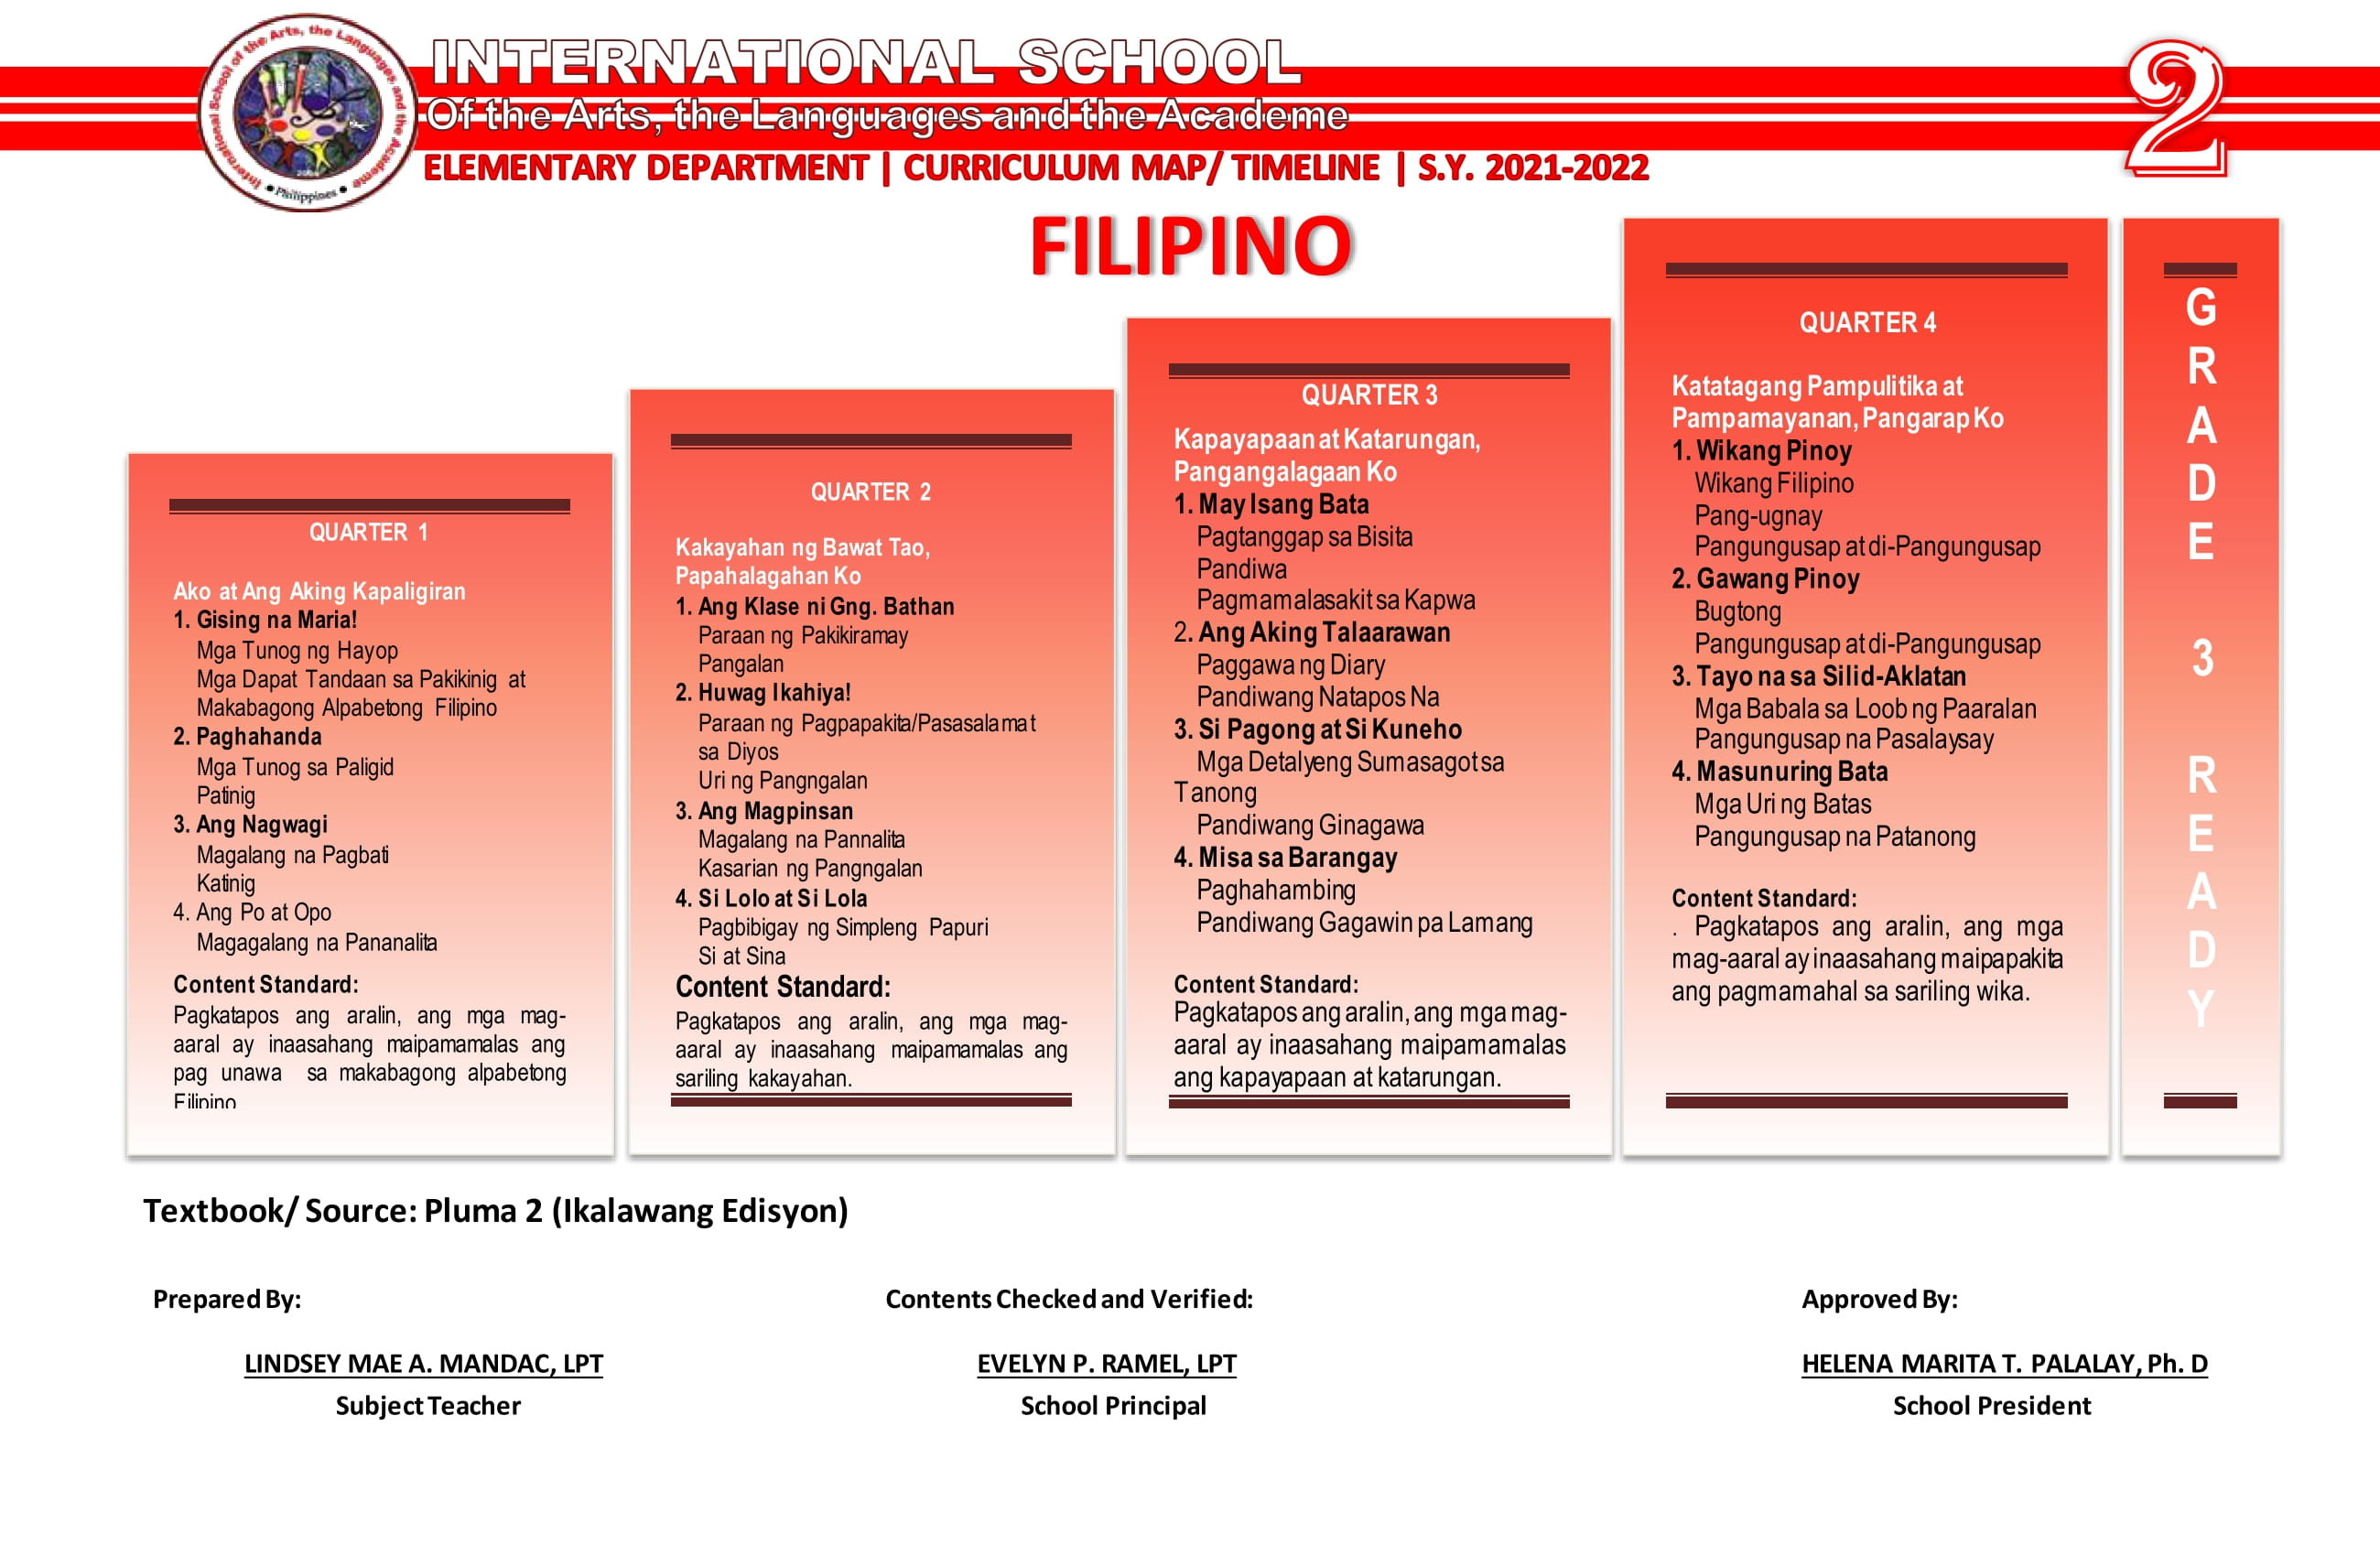 International School of the Arts, the Languages, and the Academe
Philippines
INTERNATIONAL SCHOOL
Of the Arts, the Languages and the Academe
ELEMENTARY DEPARTMENT | CURRICULUM MAP/ TIMELINE | S.Y. 2021-2022
2
FILIPINO
QUARTER 1
Ako at Ang Aking Kapaligiran
1. Gising na Maria!
Mga Tunog ng Hayop
Mga Dapat Tandaan sa Pakikinig at
Makabagong Alpabetong Filipino
2. Paghahanda
Mga Tunog sa Paligid
Patinig
3. Ang Nagwagi
Magalang na Pagbati
Katinig
4. Ang Po at Opo
Magagalang na Pananalita
Content Standard:
Pagkatapos ang aralin, ang mga mag-
aaral ay inaasahang maipamamalas ang
pag unawa sa makabagong alpabetong
Filipino
QUARTER 2
Kakayahan ng Bawat Tao,
Papahalagahan Ko
1. Ang Klase ni Gng. Bathan
Paraan ng Pakikiramay
Pangalan
2. Huwag Ikahiya!
Paraan ng Pagpapakita/Pasasalamat
sa Diyos
Uri ng Pangngalan
3. Ang Magpinsan
Magalang na Pannalita
Kasarian ng Pangngalan
4. Si Lolo at Si Lola
Pagbibigay ng Simpleng Papuri
Si at Sina
Content Standard:
Pagkatapos ang aralin, ang mga mag-
aaral ay inaasahang maipamamalas ang
sariling kakayahan.
QUARTER 3
Kapayapaan at Katarungan,
Pangangalagaan Ko
1. May Isang Bata
Pagtanggap sa Bisita
Pandiwa
Pagmamalasakit sa Kapwa
2. Ang Aking Talaarawan
Paggawa ng Diary
Pandiwang Natapos Na
3. Si Pagong at Si Kuneho
Mga Detalyeng Sumasagot sa
Tanong
Pandiwang Ginagawa
4. Misa sa Barangay
Paghahambing
Pandiwang Gagawin pa Lamang
Content Standard:
Pagkatapos ang aralin, ang mga mag-
aaral ay inaasahang maipamamalas
ang kapayapaan at katarungan.
QUARTER 4
Katatagang Pampulitika at
Pampamayanan, Pangarap Ko
1. Wikang Pinoy
Wikang Filipino
Pang-ugnay
Pangungusap at di-Pangungusap
2. Gawang Pinoy
Bugtong
Pangungusap at di-Pangungusap
3. Tayo na sa Silid-Aklatan
Mga Babala sa Loob ng Paaralan
Pangungusap na Pasalaysay
4. Masunuring Bata
Mga Uri ng Batas
Pangungusap na Patanong
Content Standard:
. Pagkatapos ang aralin, ang mga
mag-aaral ay inaasahang maipapakita
ang pagmamahal sa sariling wika.
G
R
A
D
E
3
R
E
A
D
Y
Textbook/ Source: Pluma 2 (Ikalawang Edisyon)
Prepared By:
LINDSEY MAE A. MANDAC, LPT
Subject Teacher
Contents Checked and Verified:
EVELYN P. RAMEL, LPT
School Principal
Approved By:
HELENA MARITA T. PALALAY, Ph. D
School President